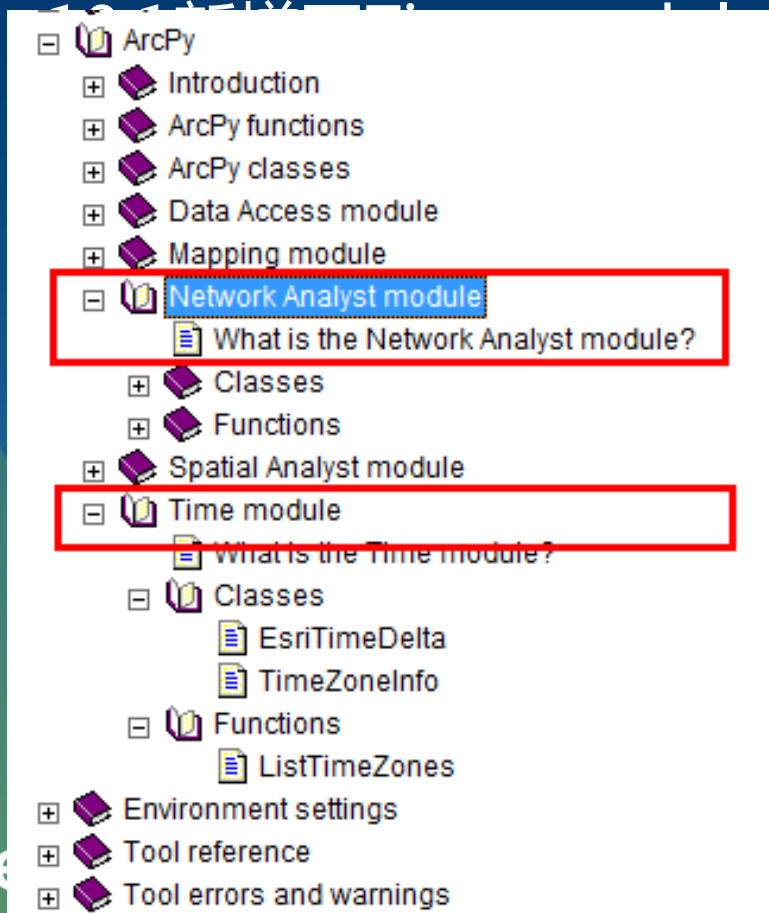 ArcPy
Introduction
ArcPy functions
ArcPy classes
Data Access module
Mapping module
Network Analyst module
What is the Network Analyst module?
Classes
Functions
Spatial Analyst module
Time module
What is the Time module?
Classes
EsriTimeDelta
TimeZoneInfo
Functions
ListTimeZones
Environment settings
Tool reference
Tool errors and warnings